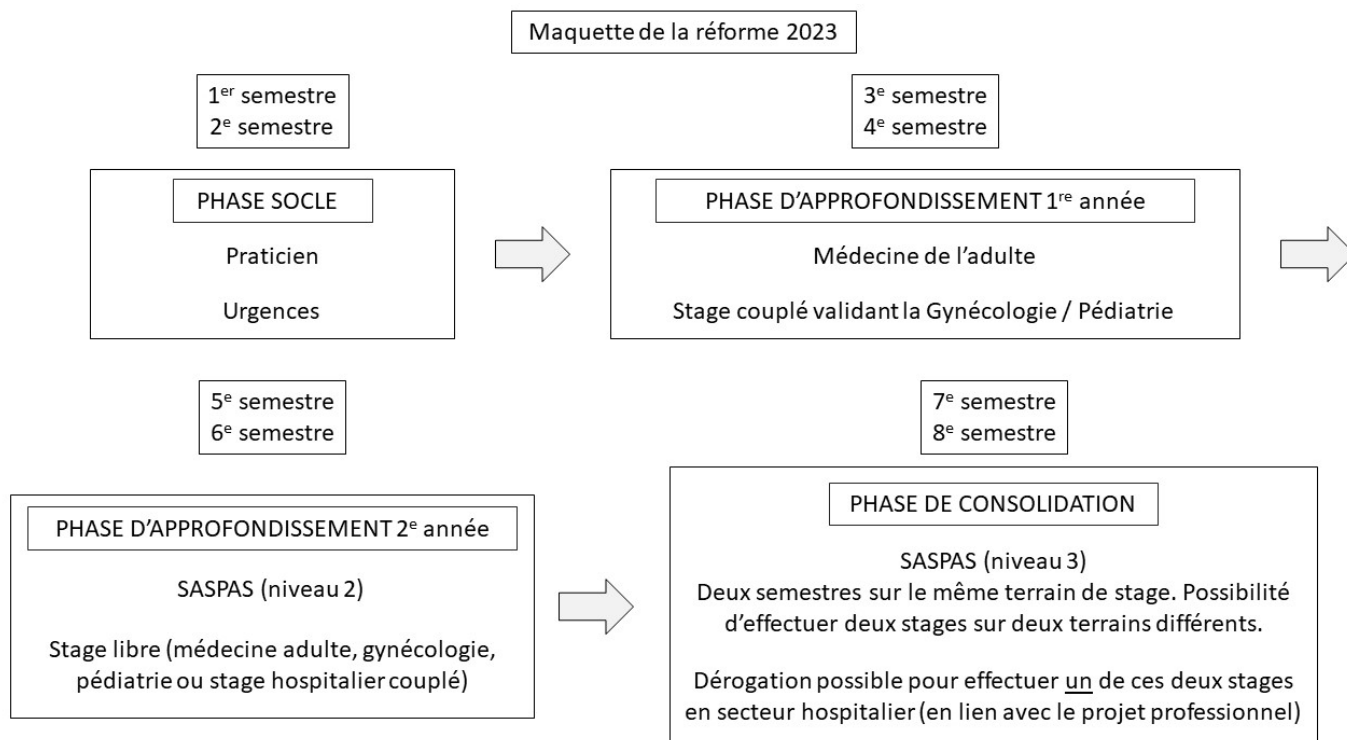 Maquette de la réforme 2023
1er semestre
2e semestre
PHASE SOCLE
Praticien
Urgences
3e semestre
4e semestre
PHASE D’APPROFONDISSEMENT 1re année
Médecine de l’adulte
Stage couplé validant la Gynécologie / Pédiatrie
5e semestre
6e semestre
PHASE D’APPROFONDISSEMENT 2e année
SASPAS (niveau 2)
Stage libre (médecine adulte, gynécologie,
pédiatrie ou stage hospitalier couplé)
7e semestre
8e semestre
PHASE DE CONSOLIDATION
SASPAS (niveau 3)
Deux semestres sur le même terrain de stage. Possibilité
d’effectuer deux stages sur deux terrains différents.
Dérogation possible pour effectuer un de ces deux stages
en secteur hospitalier (en lien avec le projet professionnel)